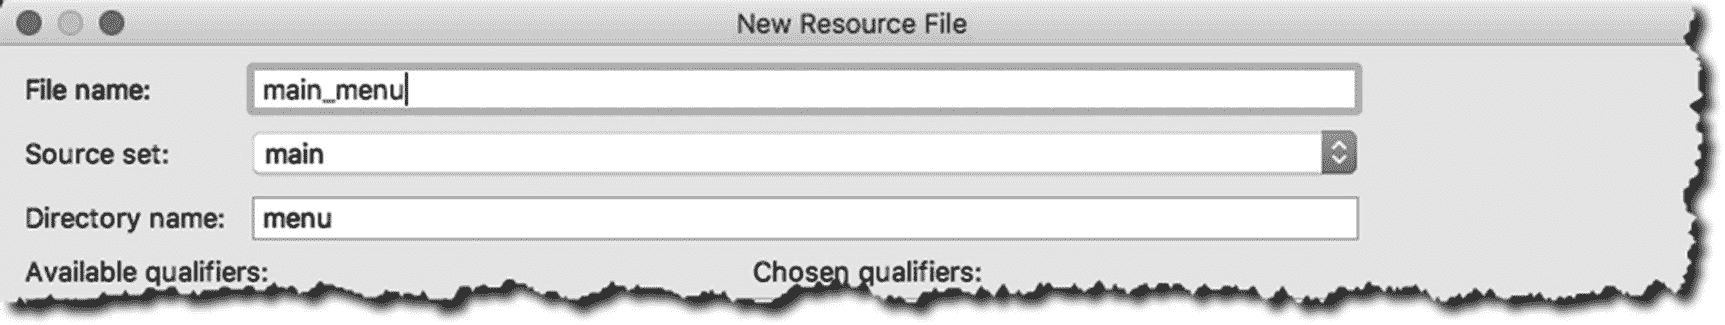 New Resource File
File name: main_menu
Source set: main
Directory name: menu
Available qualifiers: Chosen qualifiers: